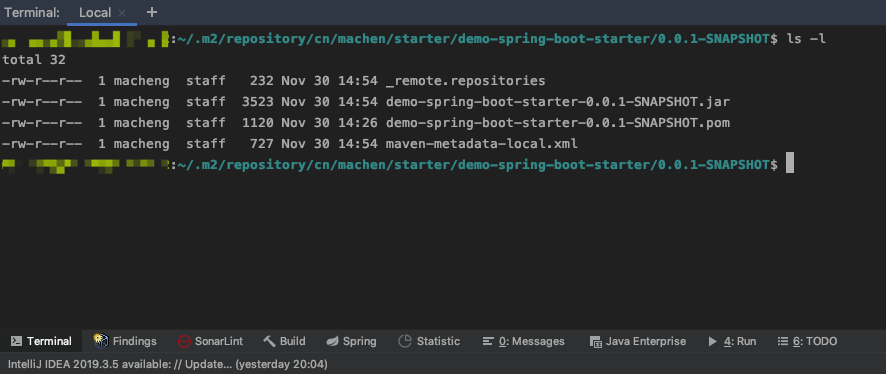 Terminal: Local × +
:~/.m2/repository/cn/machen/starter/demo-spring-boot-starter/0.0.1-SNAPSHOT$ ls -l
total 32
-rw-r--r-- 1 macheng staff 232 Nov 30 14:54 _remote.repositories
-rw-r--r-- 1 macheng staff 3523 Nov 30 14:54 demo-spring-boot-starter-0.0.1-SNAPSHOT.jar
-rw-r--r-- 1 macheng staff 1120 Nov 30 14:26 demo-spring-boot-starter-0.0.1-SNAPSHOT.pom
-rw-r--r-- 1 macheng staff 727 Nov 30 14:54 maven-metadata-local.xml
:~/.m2/repository/cn/machen/starter/demo-spring-boot-starter/0.0.1-SNAPSHOT$
Terminal Findings SonarLint Build Spring Statistic 0: Messages Java Enterprise 4: Run 6: TODO
IntelliJ IDEA 2019.3.5 available: // Update... (yesterday 20:04)